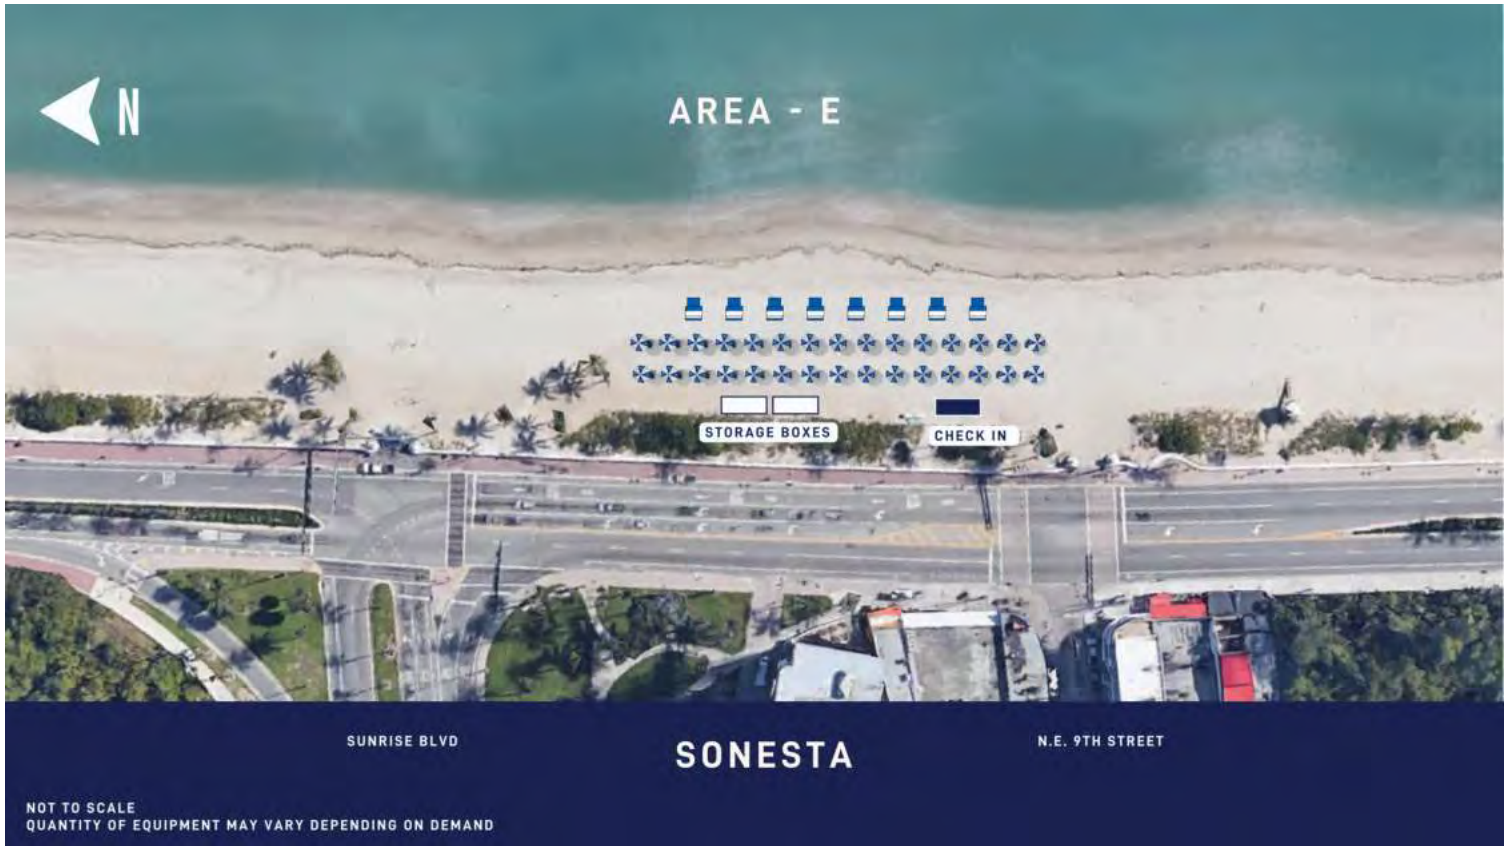 N
AREA - E
STORAGE BOXES
CHECK IN
SUNRISE BLVD
SONESTA
N.E. 9TH STREET
NOT TO SCALE
QUANTITY OF EQUIPMENT MAY VARY DEPENDING ON DEMAND